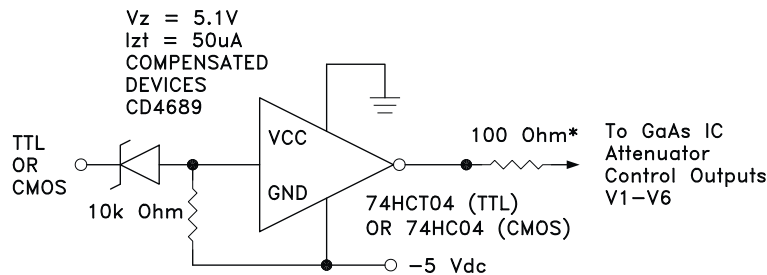 Vz = 5.1V
Izt = 50uA
COMPENSATED
DEVICES
CD4689
TTL
OR
CMOS
VCC
GND
10k Ohm
100 Ohm*
To GaAs IC
Attenuator
Control Outputs
V1-V6
74HCT04 (TTL)
OR 74HC04 (CMOS)
-5 Vdc